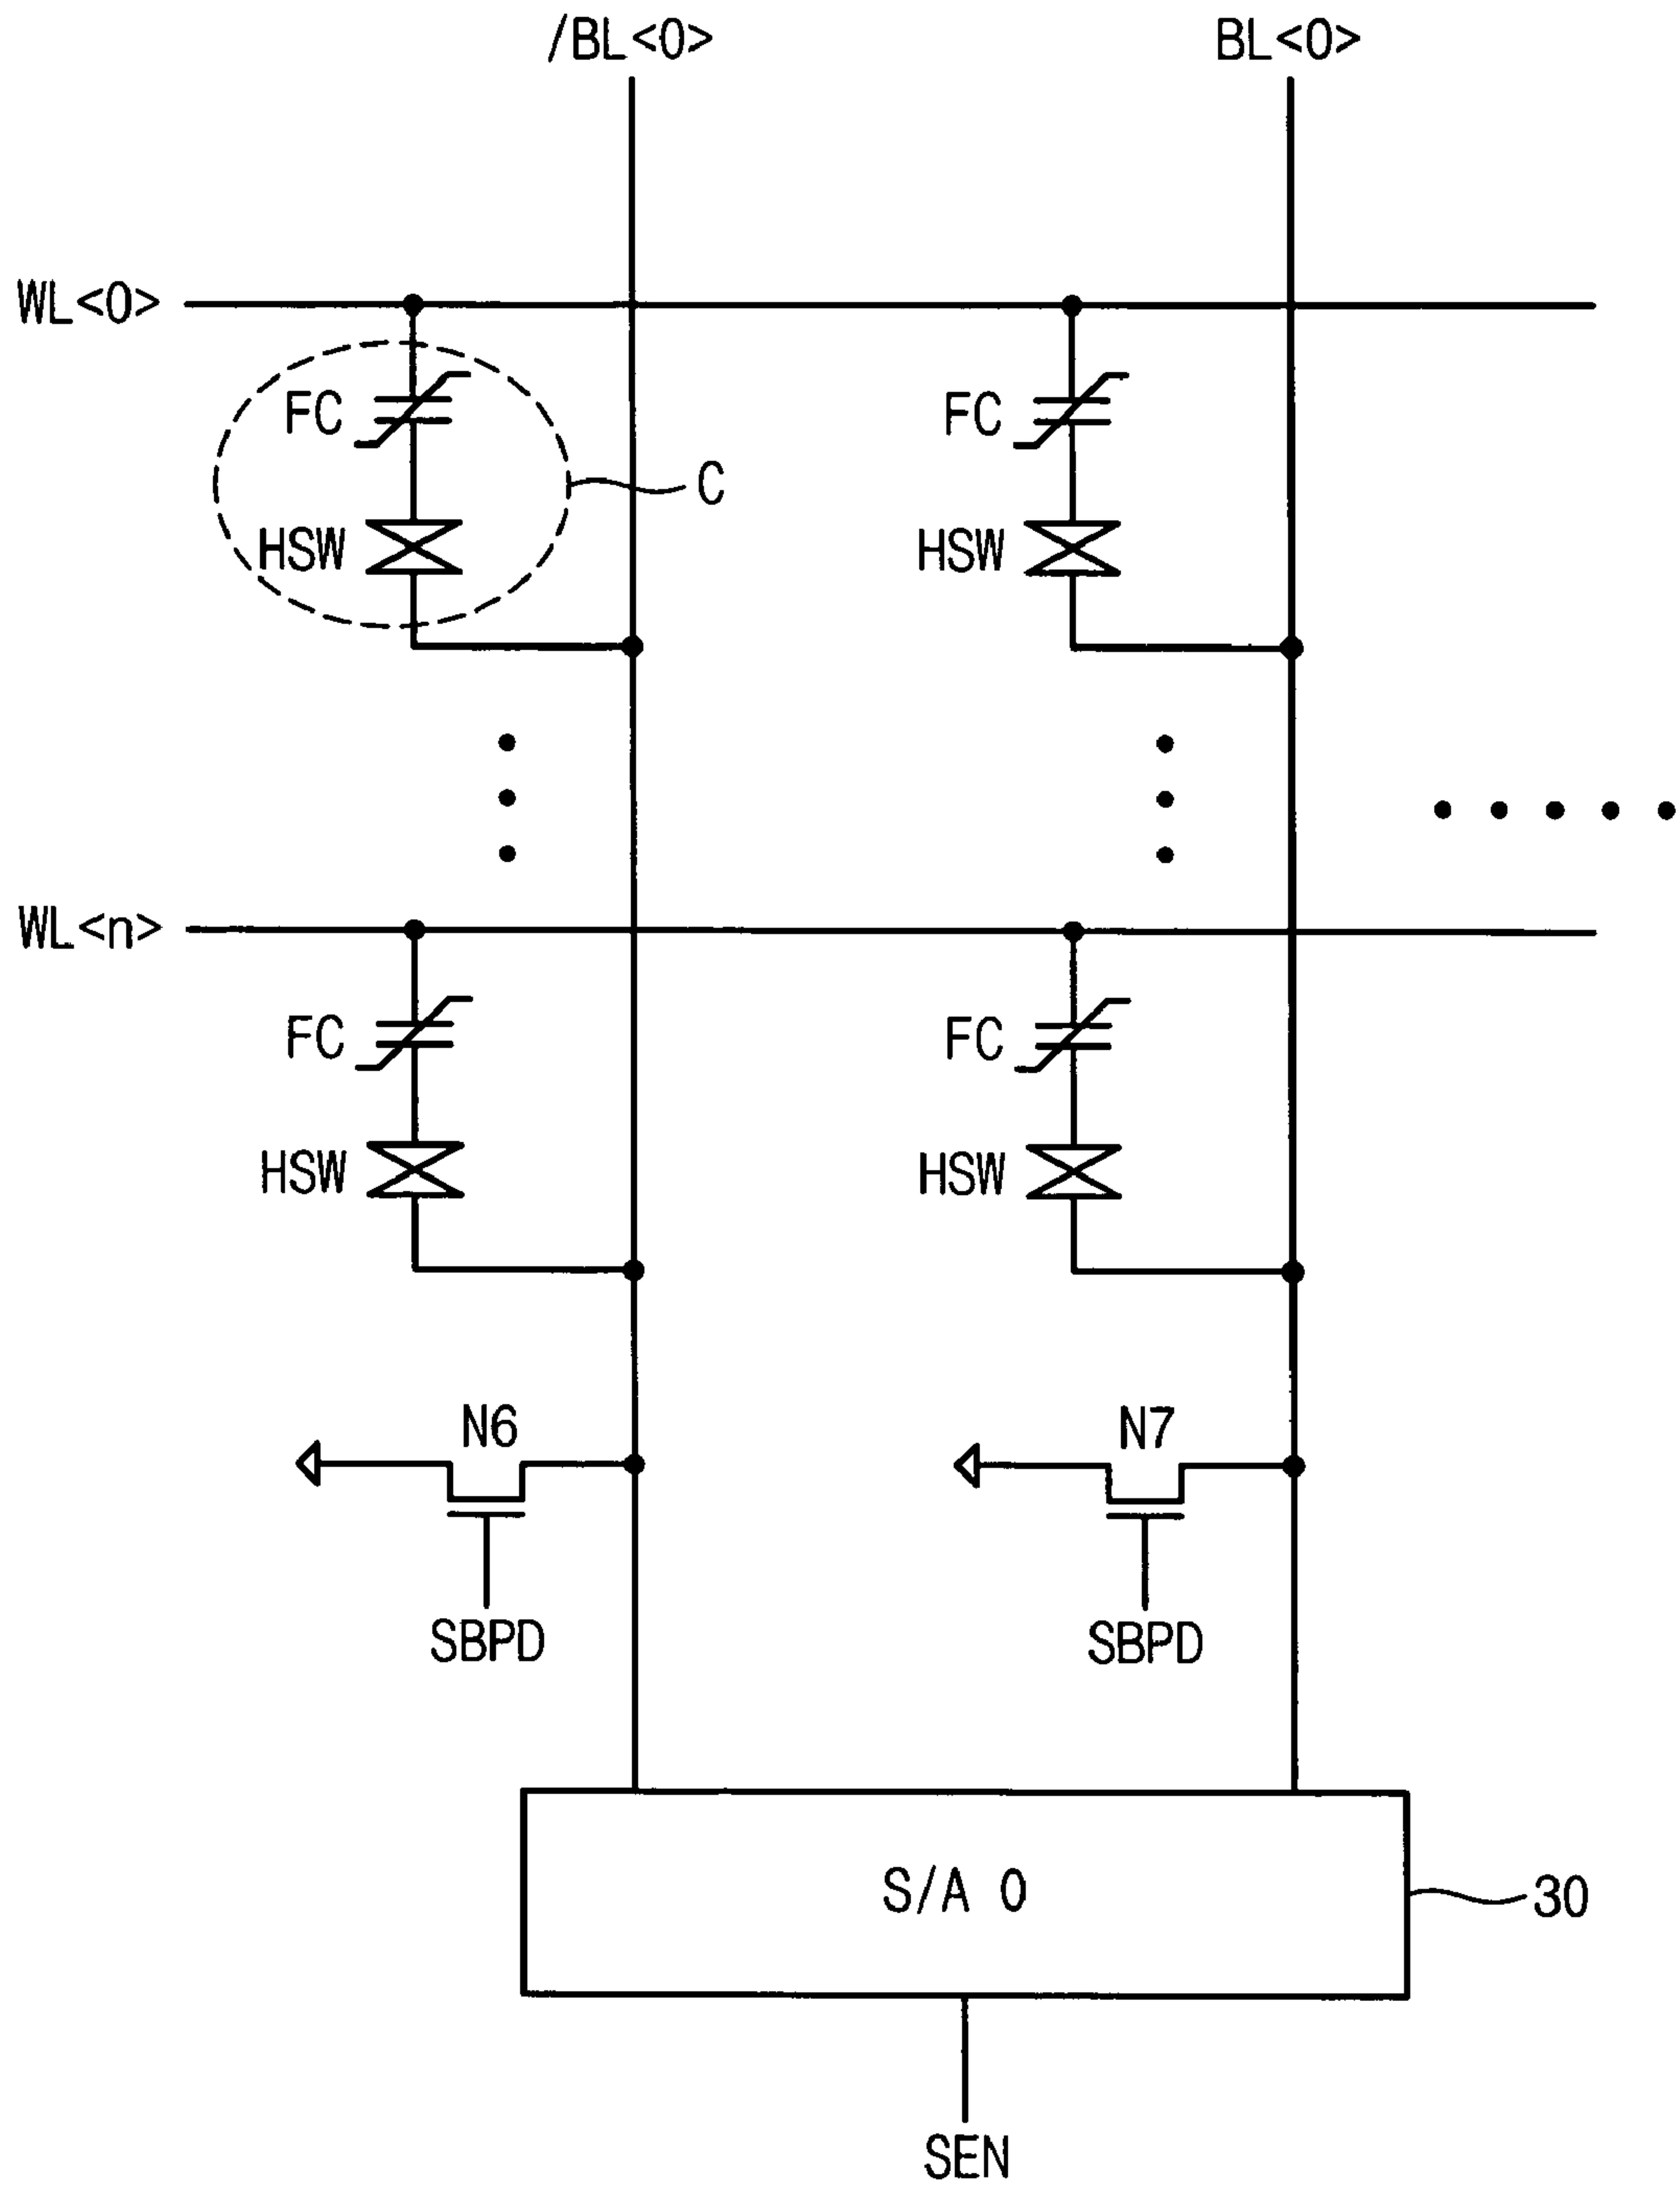 /BL<0> BL<0>
WL<0>
FC FC
C
HSW HSW
WL<n>
FC FC
HSW HSW
N6 N7
SBPD SBPD
S/A 0
30
SEN